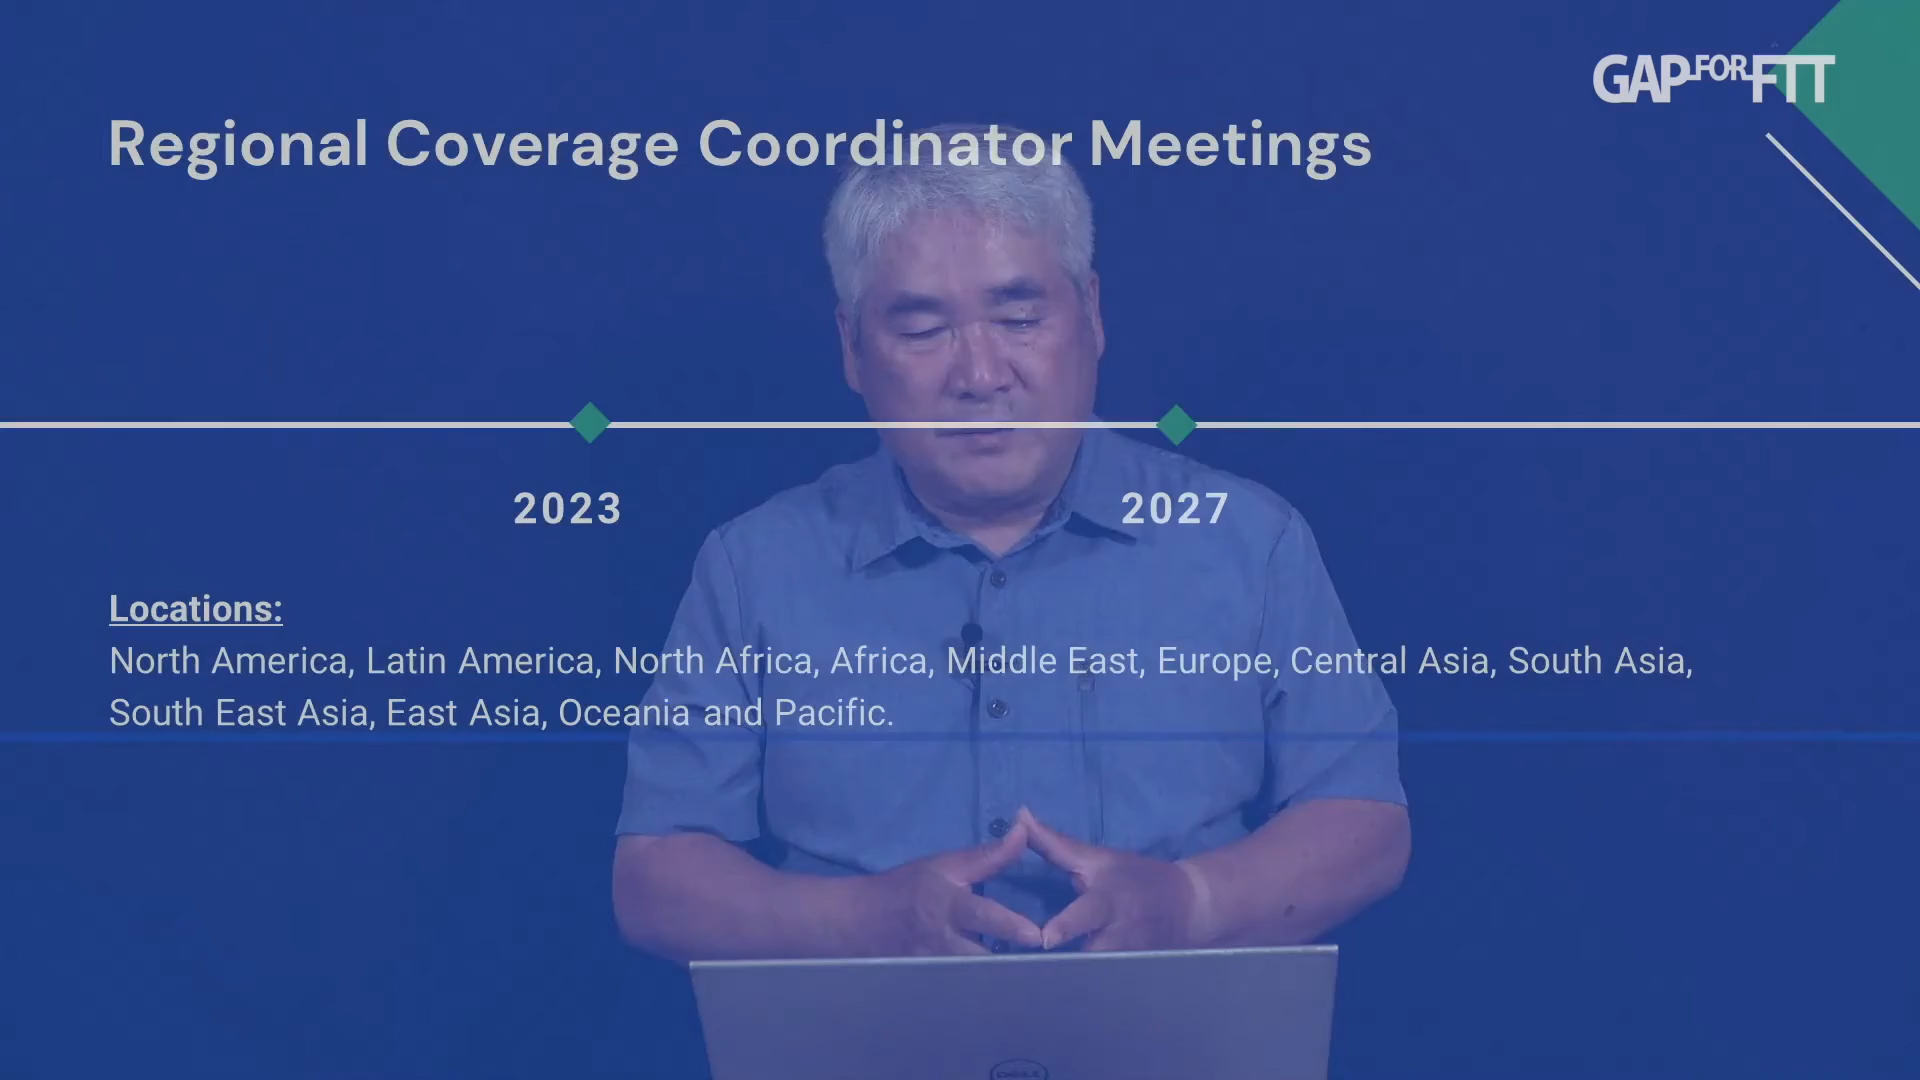 GAP FOR FTT
Regional Coverage Coordinator Meetings
2023
2027
Locations:
North America, Latin America, North Africa, Africa, Middle East, Europe, Central Asia, South Asia,
South East Asia, East Asia, Oceania and Pacific.
DELL